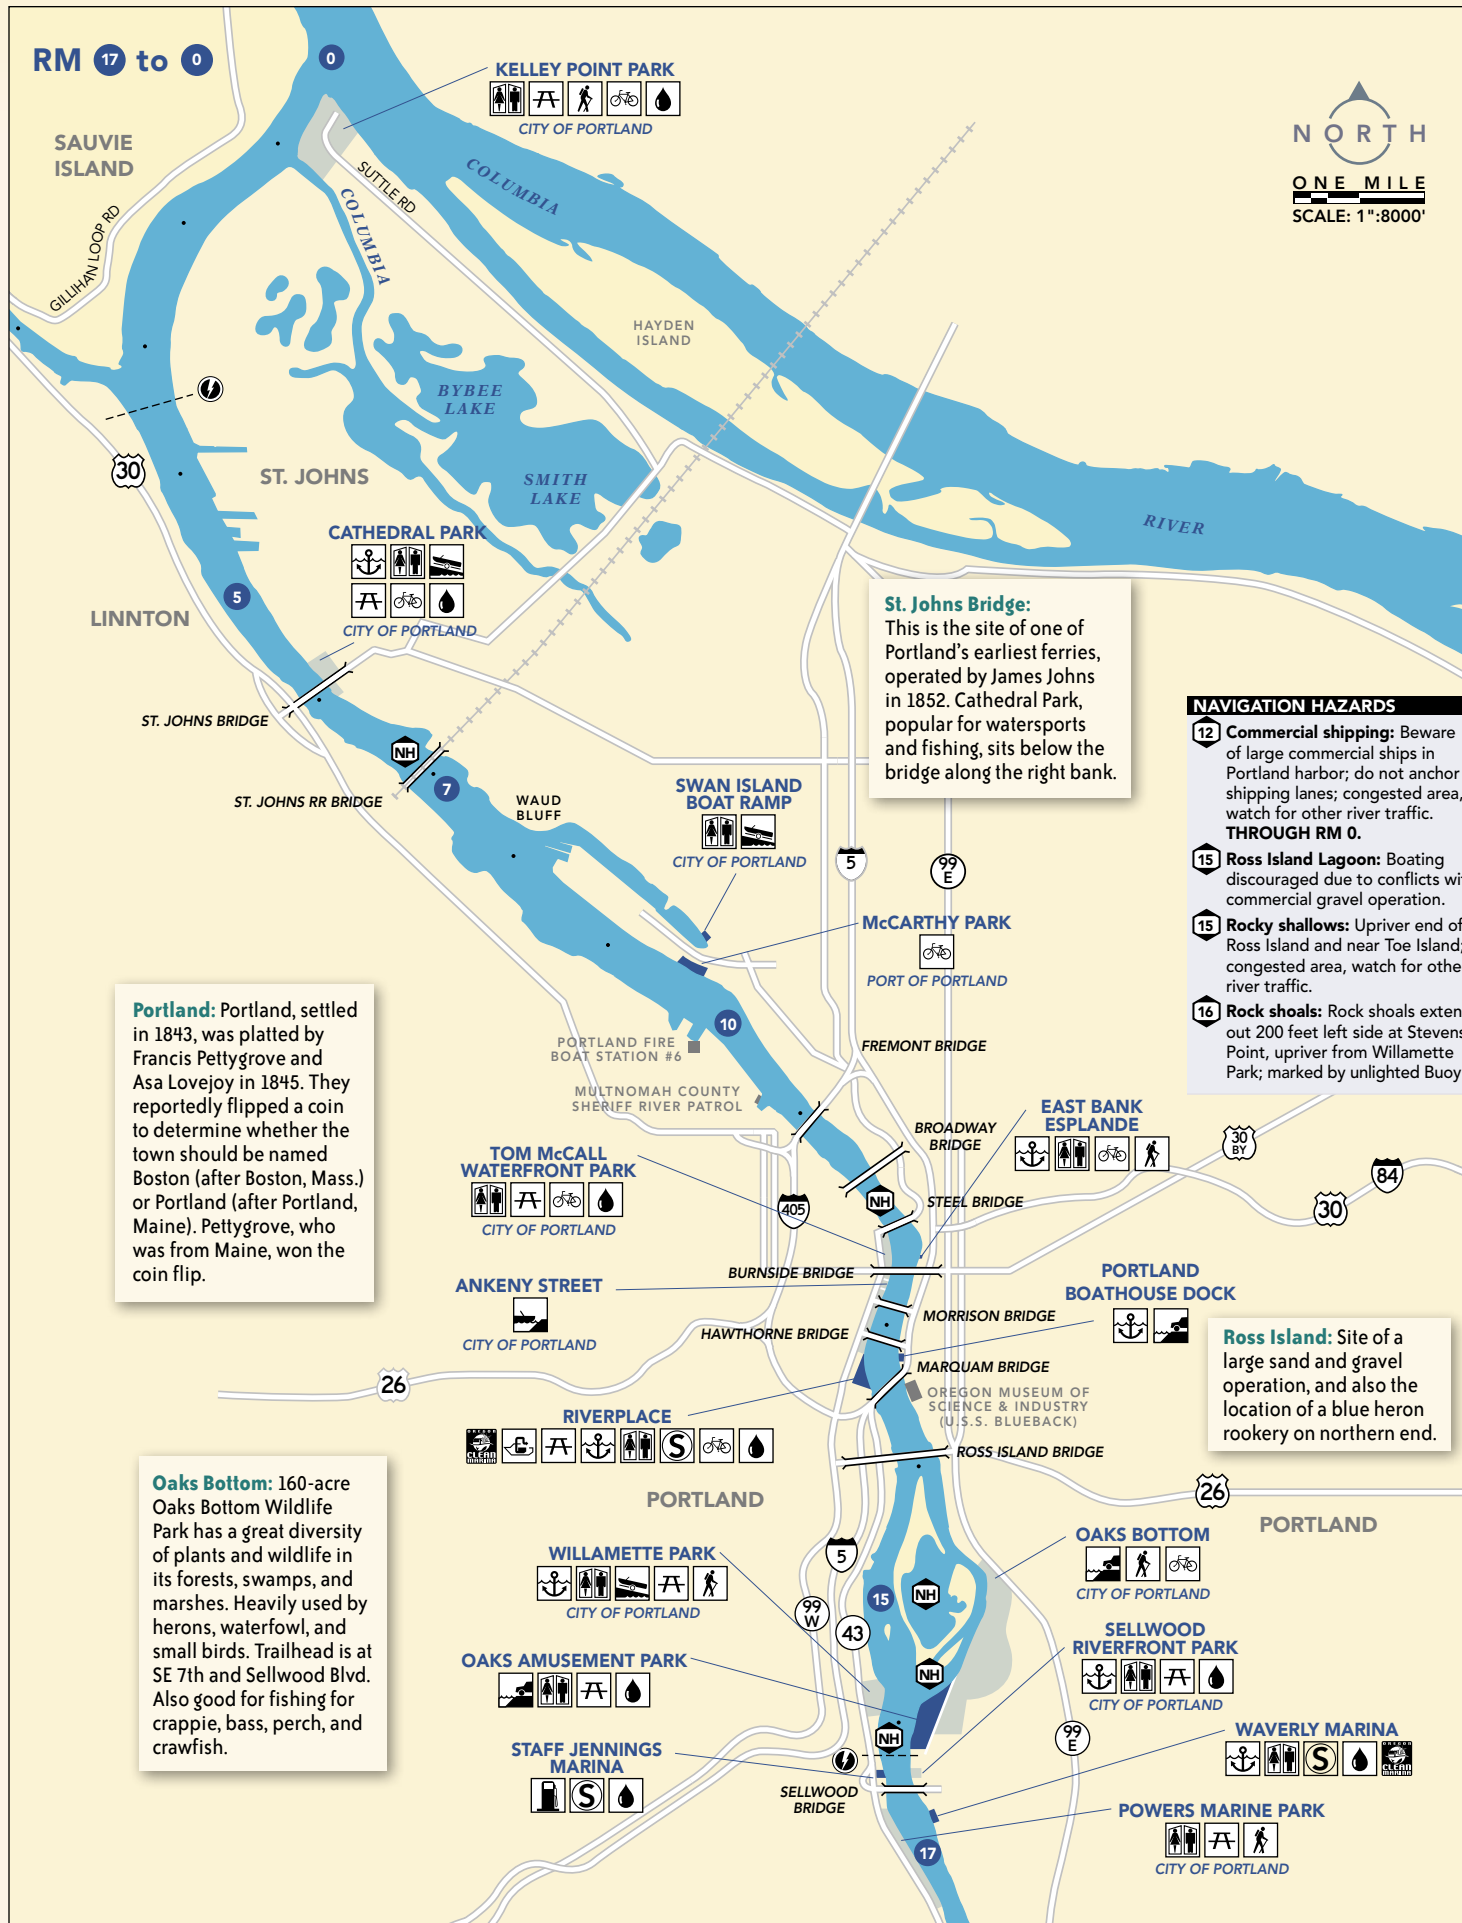 RM 17 to 0
0
KELLEY POINT PARK
CITY OF PORTLAND
NORTH
ONE MILE
SCALE: 1":8000'
SAUVIE
ISLAND
GILLIHAN LOOP RD
SUTTLE RD
COLUMBIA
COLUMBIA
HAYDEN
ISLAND
BYBEE
LAKE
SMITH
LAKE
RIVER
30
ST. JOHNS
CATHEDRAL PARK
CITY OF PORTLAND
5
LINNTON
ST. JOHNS BRIDGE
NH
ST. JOHNS RR BRIDGE
7
WAUD
BLUFF
St. Johns Bridge:
This is the site of one of
Portland's earliest ferries,
operated by James Johns
in 1852. Cathedral Park,
popular for watersports
and fishing, sits below the
bridge along the right bank.
NAVIGATION HAZARDS
12 Commercial shipping: Beware
of large commercial ships in
Portland harbor; do not anchor
shipping lanes; congested area,
watch for other river traffic.
THROUGH RM 0.
15 Ross Island Lagoon: Boating
discouraged due to conflicts wi
commercial gravel operation.
15 Rocky shallows: Upriver end of
Ross Island and near Toe Island;
congested area, watch for othe
river traffic.
16 Rock shoals: Rock shoals exten
out 200 feet left side at Stevens
Point, upriver from Willamette
Park; marked by unlighted Buoy
SWAN ISLAND
BOAT RAMP
CITY OF PORTLAND
5
99
E
McCARTHY PARK
PORT OF PORTLAND
Portland: Portland, settled
in 1843, was platted by
Francis Pettygrove and
Asa Lovejoy in 1845. They
reportedly flipped a coin
to determine whether the
town should be named
Boston (after Boston, Mass.)
or Portland (after Portland,
Maine). Pettygrove, who
was from Maine, won the
coin flip.
10
PORTLAND FIRE
BOAT STATION #6
MULTNOMAH COUNTY
SHERIFF RIVER PATROL
FREMONT BRIDGE
BROADWAY
BRIDGE
EAST BANK
ESPLANDE
30
BY
84
30
TOM McCALL
WATERFRONT PARK
CITY OF PORTLAND
405
NH
STEEL BRIDGE
BURNSIDE BRIDGE
ANKENY STREET
CITY OF PORTLAND
PORTLAND
BOATHOUSE DOCK
MORRISON BRIDGE
HAWTHORNE BRIDGE
MARQUAM BRIDGE
OREGON MUSEUM OF
SCIENCE & INDUSTRY
(U.S.S. BLUEBACK)
26
RIVERPLACE
OREGON
CLEAN
MARINA
S
Ross Island: Site of a
large sand and gravel
operation, and also the
location of a blue heron
rookery on northern end.
ROSS ISLAND BRIDGE
26
PORTLAND
PORTLAND
Oaks Bottom: 160-acre
Oaks Bottom Wildlife
Park has a great diversity
of plants and wildlife in
its forests, swamps, and
marshes. Heavily used by
herons, waterfowl, and
small birds. Trailhead is at
SE 7th and Sellwood Blvd.
Also good for fishing for
crappie, bass, perch, and
crawfish.
WILLAMETTE PARK
CITY OF PORTLAND
5
99
W
43
15
NH
OAKS BOTTOM
CITY OF PORTLAND
OAKS AMUSEMENT PARK
NH
SELLWOOD
RIVERFRONT PARK
CITY OF PORTLAND
NH
99
E
STAFF JENNINGS
MARINA
S
SELLWOOD
BRIDGE
WAVERLY MARINA
S
OREGON
CLEAN
MARINA
POWERS MARINE PARK
CITY OF PORTLAND
17